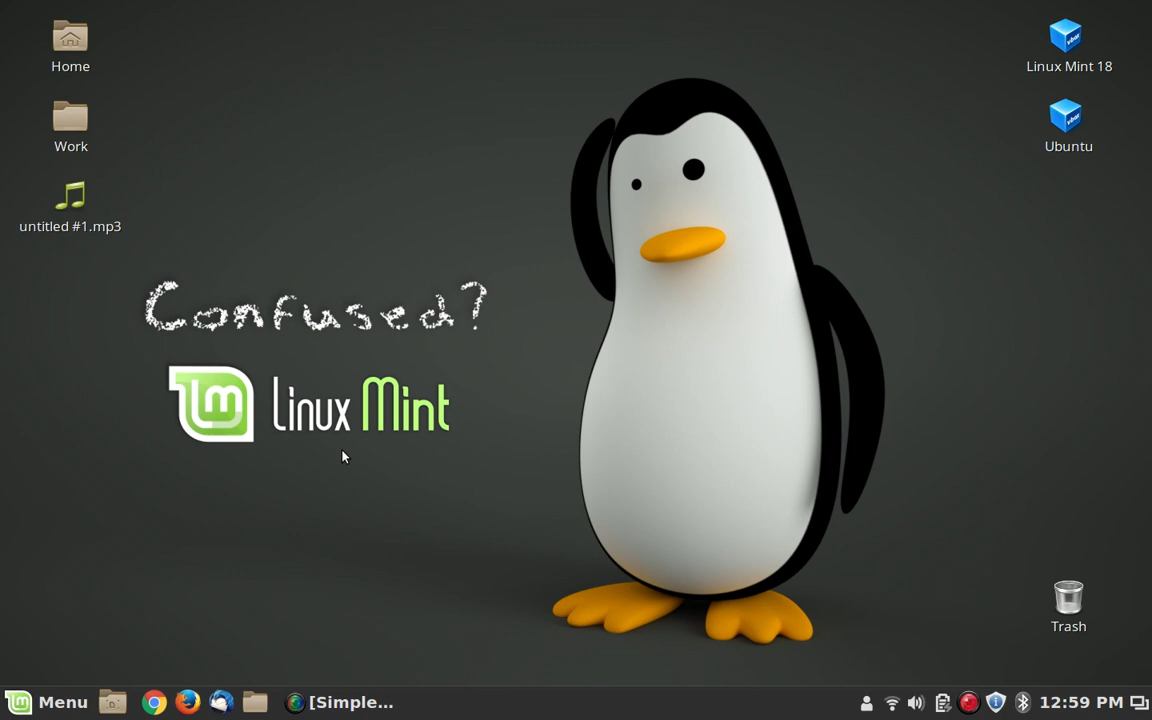 Home
Work
untitled #1.mp3
Linux Mint 18
Ubuntu
Confused?
Linux Mint
Trash
Menu
[Simple...
12:59 PM